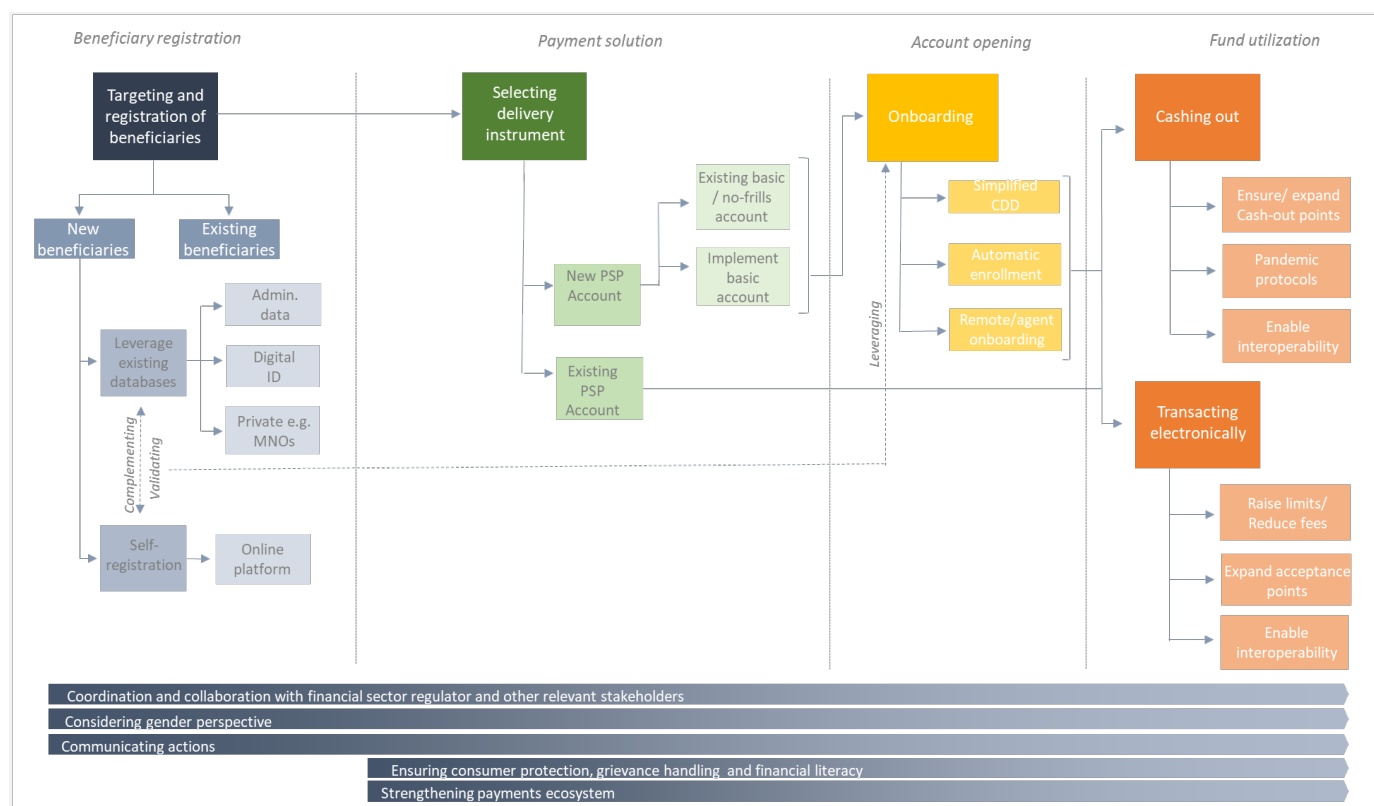 Beneficiary registration
Payment solution
Account opening
Fund utilization
Targeting and
registration of
beneficiaries
New
beneficiaries
Existing
beneficiaries
Leverage
existing
databases
Admin.
data
Digital
ID
Private e.g.
MNOs
Complementing
Validating
Self-
registration
Online
platform
Selecting
delivery
instrument
New PSP
Account
Existing basic
/ no-frills
account
Implement
basic
account
Existing
PSP
Account
Leveraging
Onboarding
Simplified
CDD
Automatic
enrollment
Remote/agent
onboarding
Cashing out
Ensure/ expand
Cash-out points
Pandemic
protocols
Enable
interoperability
Transacting
electronically
Raise limits/
Reduce fees
Expand acceptance
points
Enable
interoperability
Coordination and collaboration with financial sector regulator and other relevant stakeholders
Considering gender perspective
Communicating actions
Ensuring consumer protection, grievance handling and financial literacy
Strengthening payments ecosystem